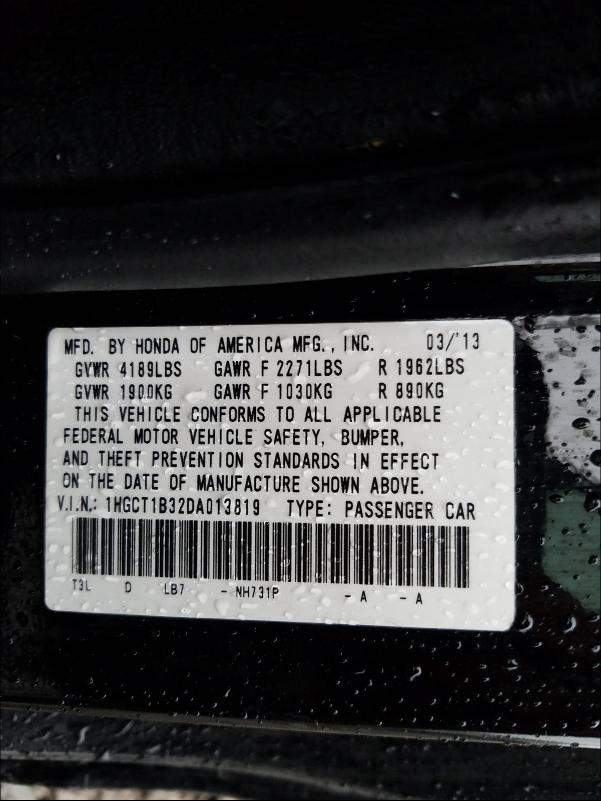 MFD. BY HONDA OF AMERICA MFG., INC. 03/'13
GVWR 4189LBS GAWR F 2271LBS R 1962LBS
GVWR 1900KG GAWR F 1030KG R 890KG
THIS VEHICLE CONFORMS TO ALL APPLICABLE
FEDERAL MOTOR VEHICLE SAFETY, BUMPER,
AND THEFT PREVENTION STANDARDS IN EFFECT
ON THE DATE OF MANUFACTURE SHOWN ABOVE.
V.I.N.: 1HGCT1B32DA013819 TYPE: PASSENGER CAR
T3L D LB7 - NH731P - A - A